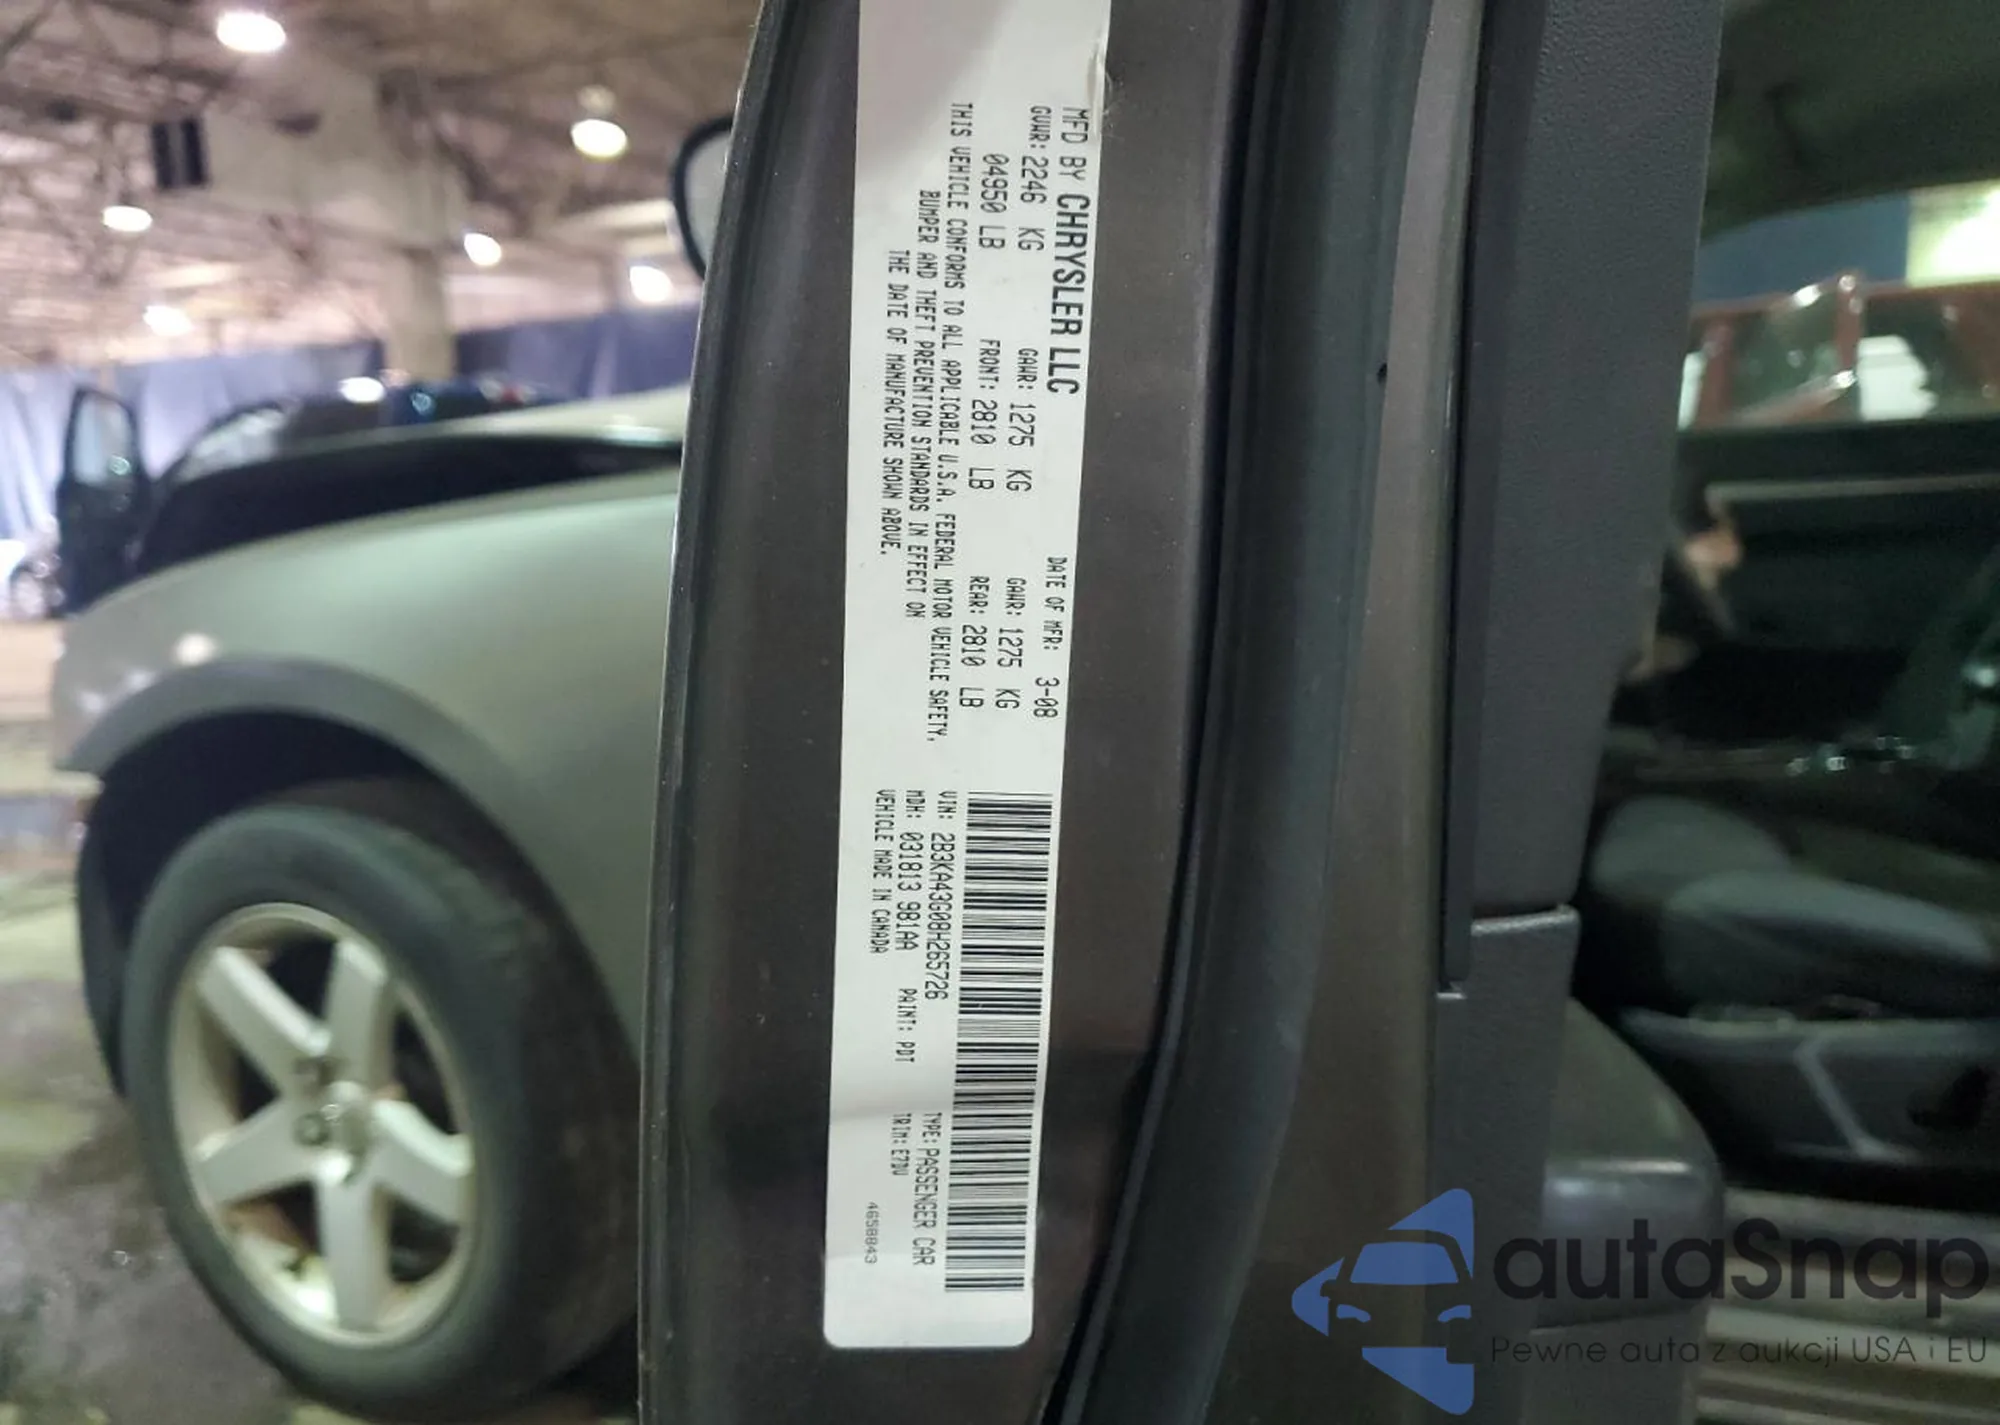 MFD BY CHRYSLER LLC
DATE OF MFR: 3-08
GVWR: 2246 KG
GAWR: 1275 KG
GAWR: 1275 KG
04950 LB
FRONT: 2810 LB
REAR: 2810 LB
THIS VEHICLE CONFORMS TO ALL APPLICABLE U.S.A. FEDERAL MOTOR VEHICLE SAFETY,
BUMPER AND THEFT PREVENTION STANDARDS IN EFFECT ON
THE DATE OF MANUFACTURE SHOWN ABOVE.
VIN: 2B3KA43G08H265726
TYPE: PASSENGER CAR
MDH: 031813 981AA
PAINT: PDT
TRIM: E7DV
VEHICLE MADE IN CANADA
4658843
autaSnap
Pewne auta z aukcji USA i EU